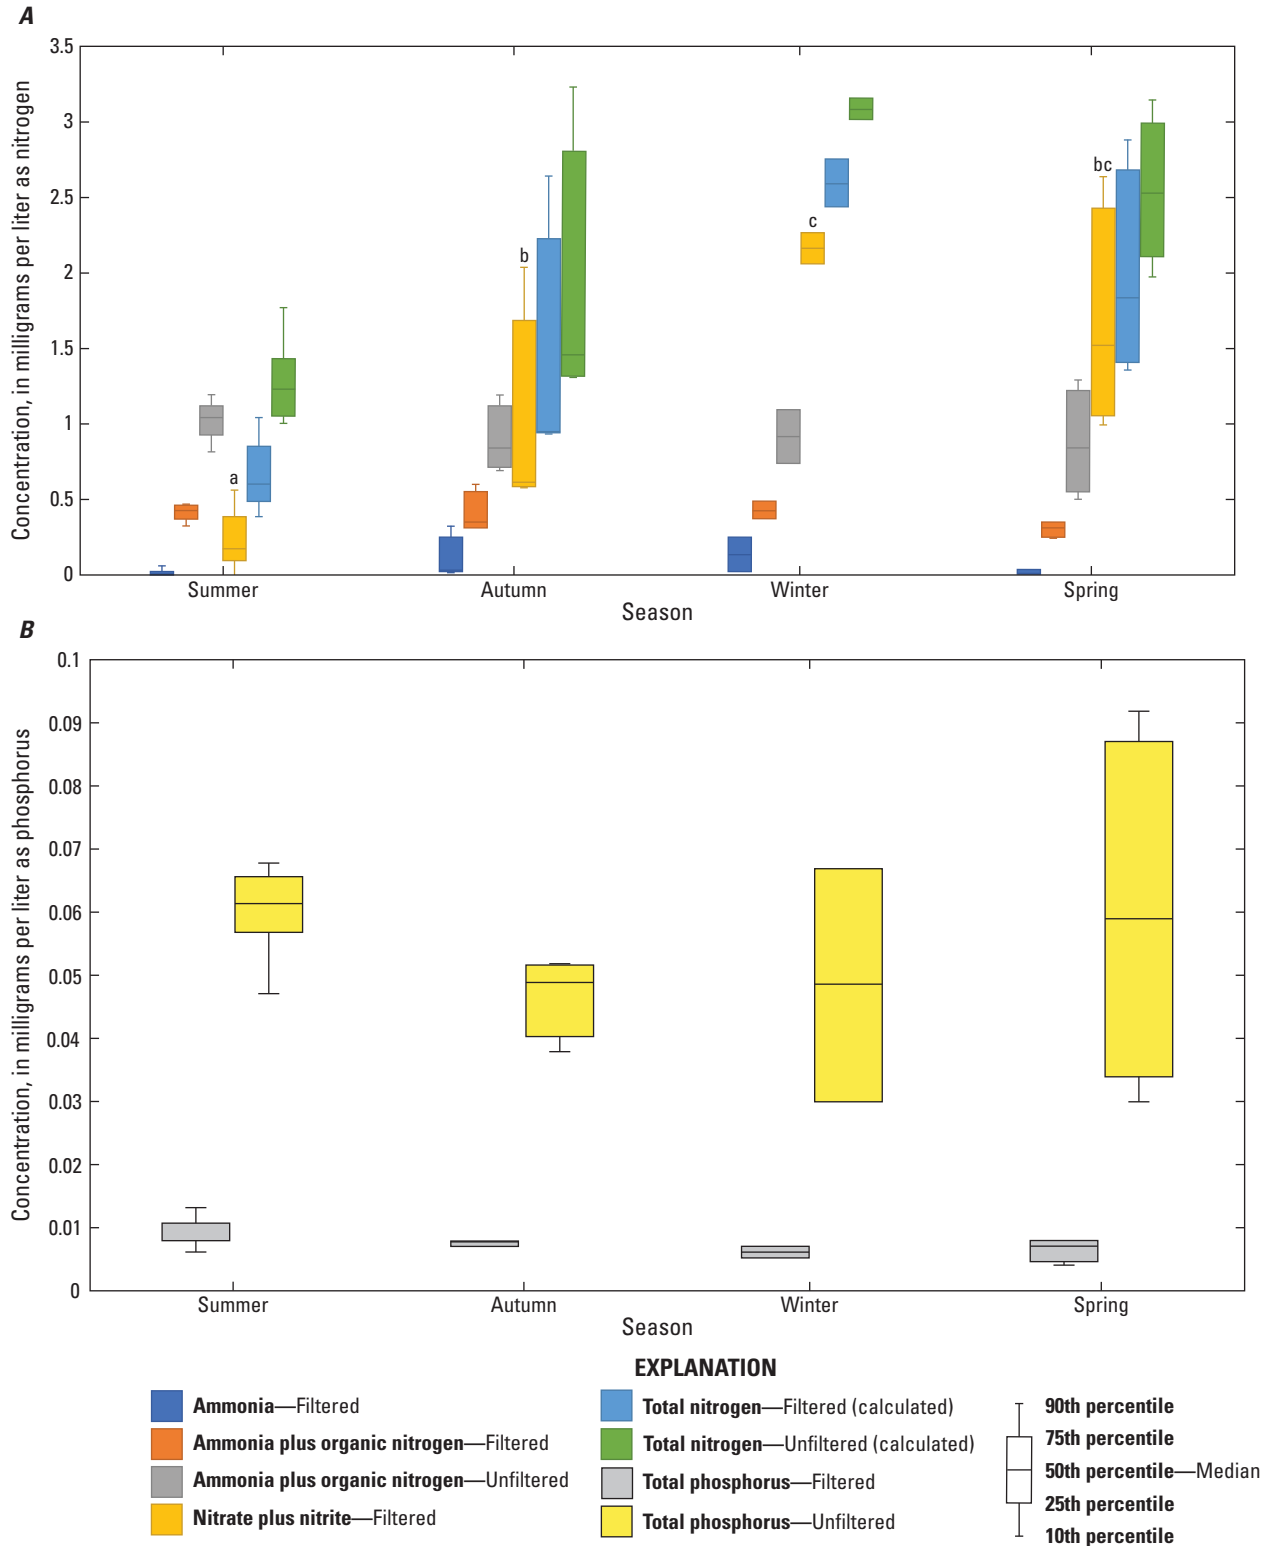 A
Concentration, in milligrams per liter as nitrogen
3.5
3
2.5
2
1.5
1
0.5
0
a
b
c
bc
Summer
Autumn
Winter
Spring
Season
B
Concentration, in milligrams per liter as phosphorus
0.1
0.09
0.08
0.07
0.06
0.05
0.04
0.03
0.02
0.01
0
Summer
Autumn
Winter
Spring
Season
EXPLANATION
Ammonia—Filtered
Ammonia plus organic nitrogen—Filtered
Ammonia plus organic nitrogen—Unfiltered
Nitrate plus nitrite—Filtered
Total nitrogen—Filtered (calculated)
Total nitrogen—Unfiltered (calculated)
Total phosphorus—Filtered
Total phosphorus—Unfiltered
90th percentile
75th percentile
50th percentile—Median
25th percentile
10th percentile